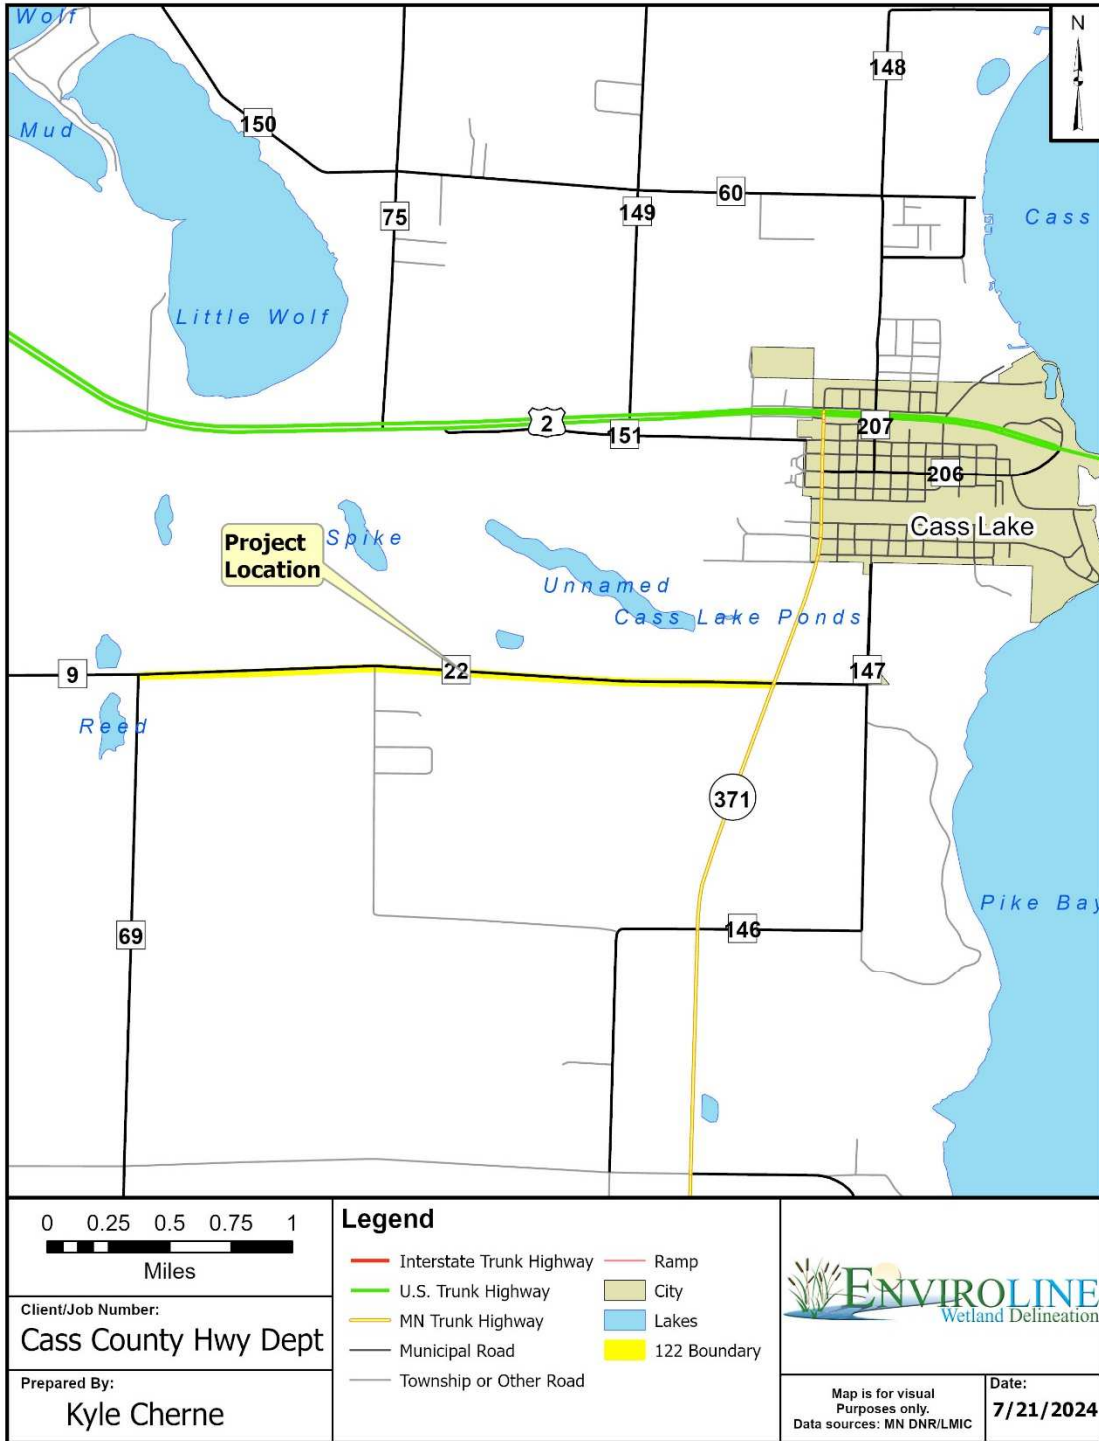 Wolf
N
148
Mud
150
60
75
149
Cass
Little Wolf
2
151
207
206
Cass Lake
Project
Location
Spike
Unnamed
Cass Lake Ponds
9
22
147
Reed
371
Pike Bay
69
146
0 0.25 0.5 0.75 1
Miles
Client/Job Number:
Cass County Hwy Dept
Prepared By:
Kyle Cherne
Legend
Interstate Trunk Highway
U.S. Trunk Highway
MN Trunk Highway
Municipal Road
Township or Other Road
Ramp
City
Lakes
122 Boundary
ENVIROLINE
Wetland Delineation
Map is for visual
Purposes only.
Data sources: MN DNR/LMIC
Date:
7/21/2024